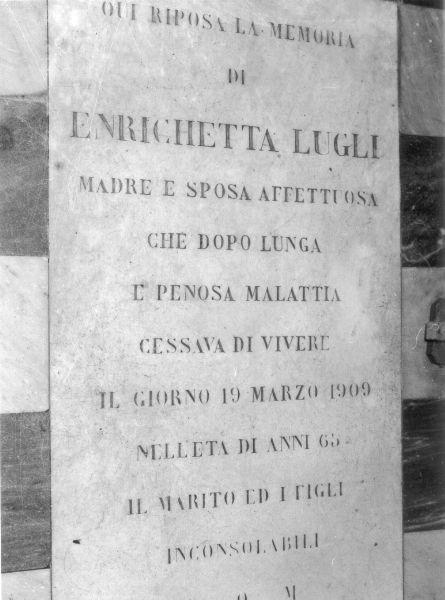 QUI RIPOSA LA MEMORIA
DI
ENRICHETTA LUGLI
MADRE E SPOSA AFFETTUOSA
CHE DOPO LUNGA
E PENOSA MALATTIA
CESSAVA DI VIVERE
IL GIORNO 19 MARZO 1909
NELL'ETA DI ANNI 65
IL MARITO ED I FIGLI
INCONSOLABILI
O M